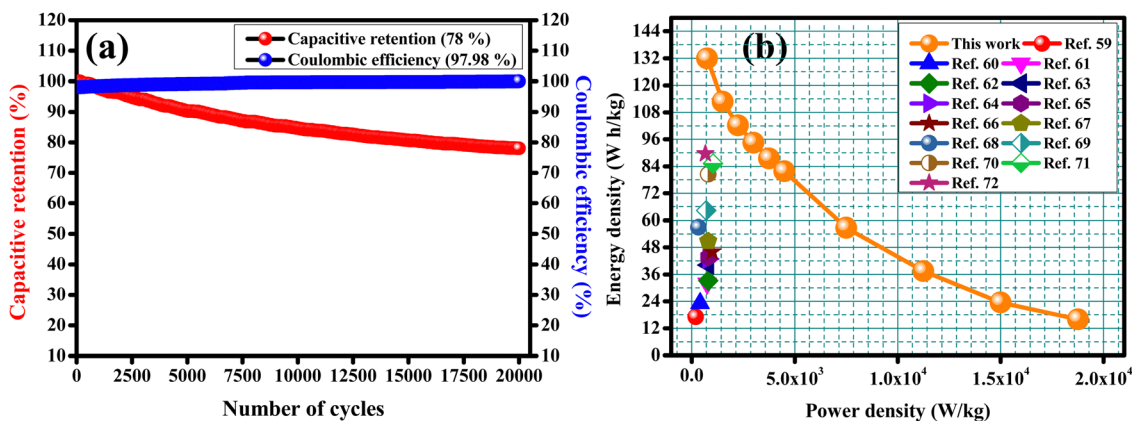 (a)
Capacitive retention (78 %)
Coulombic efficiency (97.98 %)
Capacitive retention (%)
120
110
100
90
80
70
60
50
40
30
20
10
0 2500 5000 7500 10000 12500 15000 17500 20000
Number of cycles
120
110
100
90
80
70
60
50
40
30
20
10
Coulombic efficiency (%)
(b)
This work Ref. 59
Ref. 60 Ref. 61
Ref. 62 Ref. 63
Ref. 64 Ref. 65
Ref. 66 Ref. 67
Ref. 68 Ref. 69
Ref. 70 Ref. 71
Ref. 72
Energy density (W h/kg)
144
132
120
108
96
84
72
60
48
36
24
12
0
0.0 5.0x10³ 1.0x10⁴ 1.5x10⁴ 2.0x10⁴
Power density (W/kg)